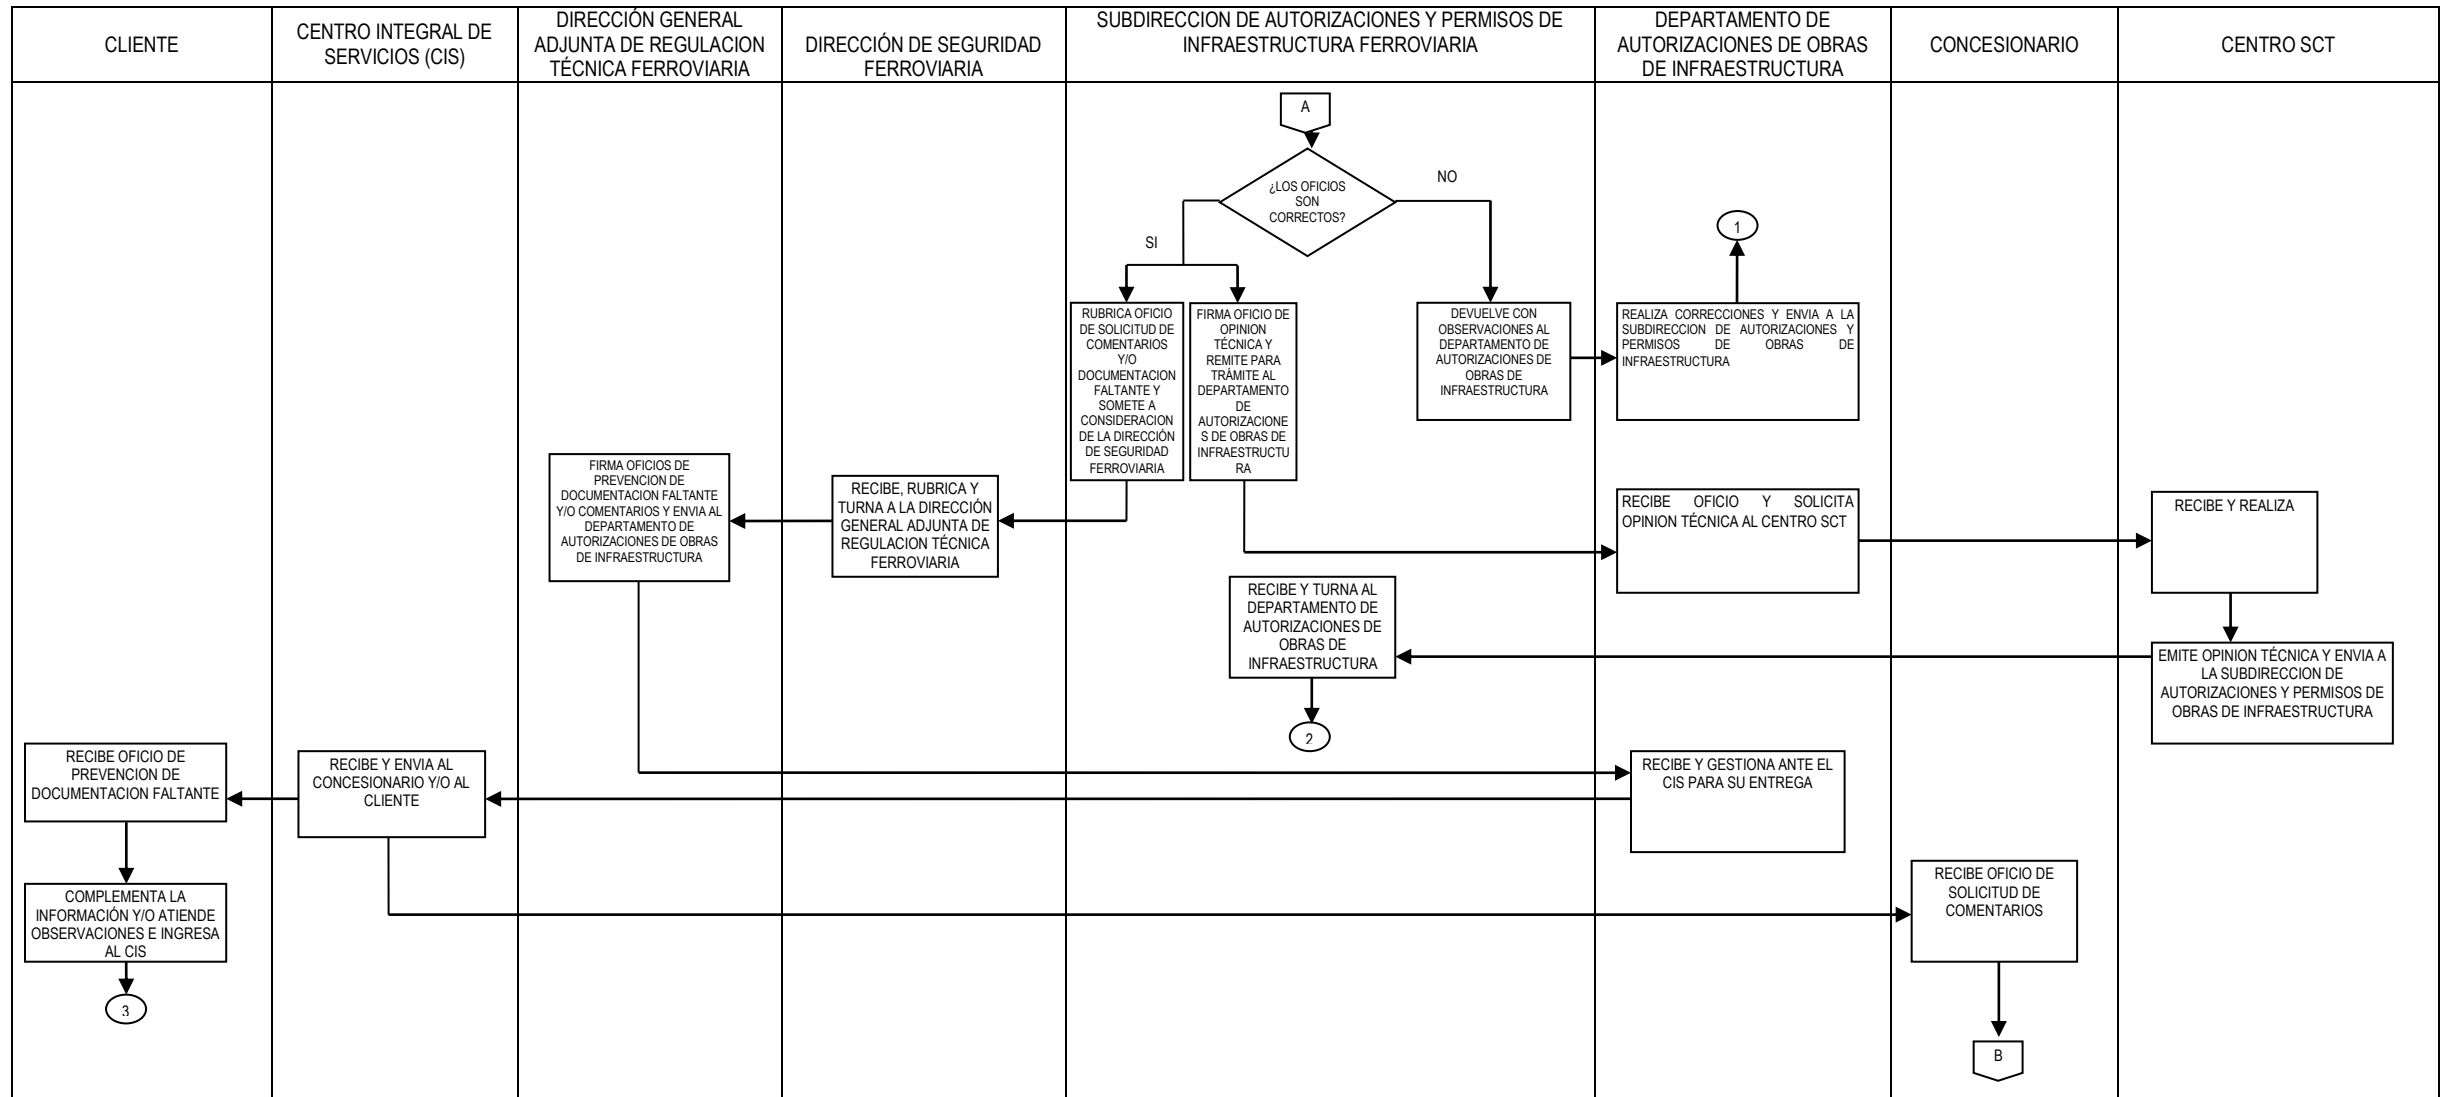 CLIENTE
CENTRO INTEGRAL DE
SERVICIOS (CIS)
DIRECCIÓN GENERAL
ADJUNTA DE REGULACION
TÉCNICA FERROVIARIA
DIRECCIÓN DE SEGURIDAD
FERROVIARIA
SUBDIRECCION DE AUTORIZACIONES Y PERMISOS DE
INFRAESTRUCTURA FERROVIARIA
DEPARTAMENTO DE
AUTORIZACIONES DE OBRAS
DE INFRAESTRUCTURA
CONCESIONARIO
CENTRO SCT
A
¿LOS OFICIOS
SON
CORRECTOS?
NO
SI
1
RUBRICA OFICIO
DE SOLICITUD DE
COMENTARIOS
Y/O
DOCUMENTACION
FALTANTE Y
SOMETE A
CONSIDERACION
DE LA DIRECCIÓN
DE SEGURIDAD
FERROVIARIA
FIRMA OFICIO DE
OPINION
TÉCNICA Y
REMITE PARA
TRÁMITE AL
DEPARTAMENTO
DE
AUTORIZACIONE
S DE OBRAS DE
INFRAESTRUCTU
RA
DEVUELVE CON
OBSERVACIONES AL
DEPARTAMENTO DE
AUTORIZACIONES DE
OBRAS DE
INFRAESTRUCTURA
REALIZA CORRECCIONES Y ENVIA A LA
SUBDIRECCION DE AUTORIZACIONES Y
PERMISOS DE OBRAS DE
INFRAESTRUCTURA
FIRMA OFICIOS DE
PREVENCION DE
DOCUMENTACION FALTANTE
Y/O COMENTARIOS Y ENVIA AL
DEPARTAMENTO DE
AUTORIZACIONES DE OBRAS
DE INFRAESTRUCTURA
RECIBE, RUBRICA Y
TURNA A LA DIRECCIÓN
GENERAL ADJUNTA DE
REGULACION TÉCNICA
FERROVIARIA
RECIBE OFICIO Y SOLICITA
OPINION TÉCNICA AL CENTRO SCT
RECIBE Y REALIZA
RECIBE Y TURNA AL
DEPARTAMENTO DE
AUTORIZACIONES DE
OBRAS DE
INFRAESTRUCTURA
EMITE OPINION TÉCNICA Y ENVIA A
LA SUBDIRECCION DE
AUTORIZACIONES Y PERMISOS DE
OBRAS DE INFRAESTRUCTURA
2
RECIBE OFICIO DE
PREVENCION DE
DOCUMENTACION FALTANTE
RECIBE Y ENVIA AL
CONCESIONARIO Y/O AL
CLIENTE
RECIBE Y GESTIONA ANTE EL
CIS PARA SU ENTREGA
COMPLEMENTA LA
INFORMACIÓN Y/O ATIENDE
OBSERVACIONES E INGRESA
AL CIS
RECIBE OFICIO DE
SOLICITUD DE
COMENTARIOS
3
B